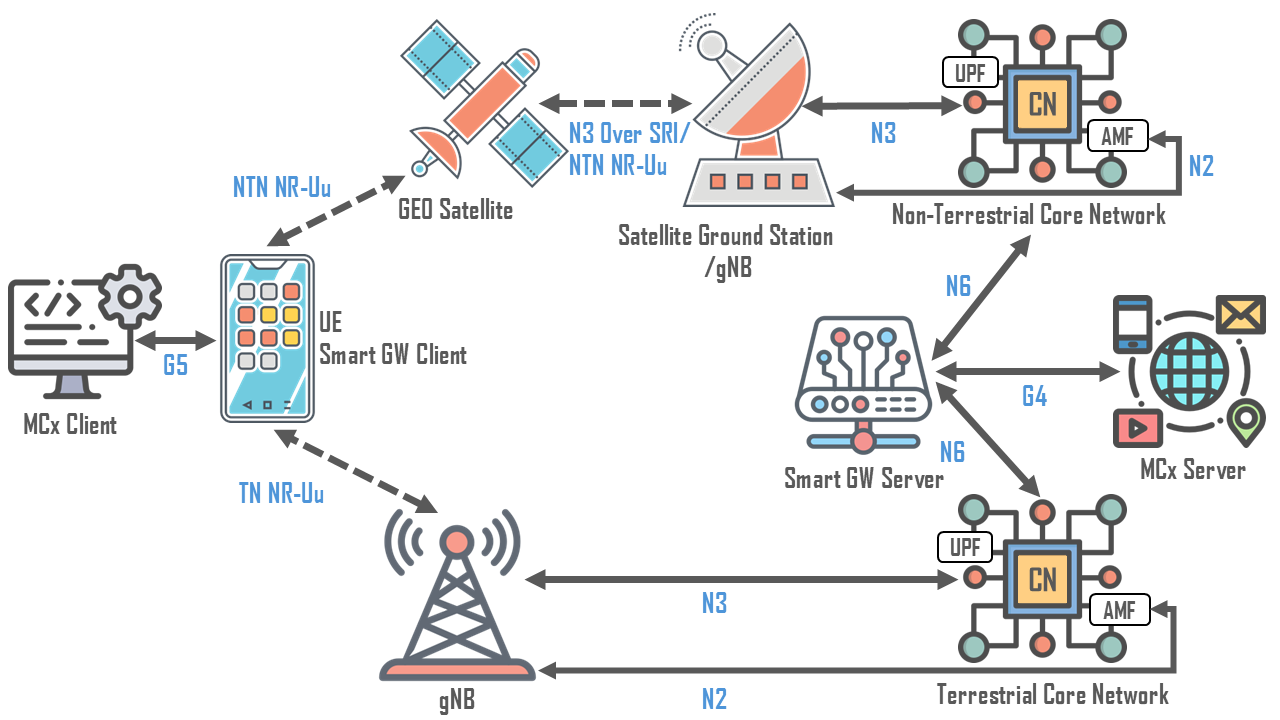 UPF
CN
AMF
N3 Over SRI/
NTN NR-Uu
N3
N2
NTN NR-Uu
GEO Satellite
Satellite Ground Station
/gNB
Non-Terrestrial Core Network
N6
UE
Smart GW Client
G5
MCx Client
G4
N6
MCx Server
Smart GW Server
TN NR-Uu
UPF
CN
AMF
N3
N2
gNB
Terrestrial Core Network